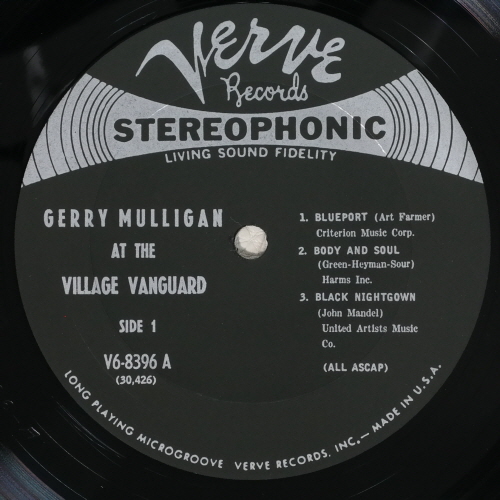 Verve
Records
STEREOPHONIC
LIVING SOUND FIDELITY
GERRY MULLIGAN
AT THE
VILLAGE VANGUARD
SIDE 1
V6-8396 A
(30,426)
1. BLUEPORT (Art Farmer)
Criterion Music Corp.
2. BODY AND SOUL
(Green-Heyman-Sour)
Harms Inc.
3. BLACK NIGHTGOWN
(John Mandel)
United Artists Music
Co.
(ALL ASCAP)
LONG PLAYING MICROGROOVE VERVE RECORDS, INC.— MADE IN U.S.A.